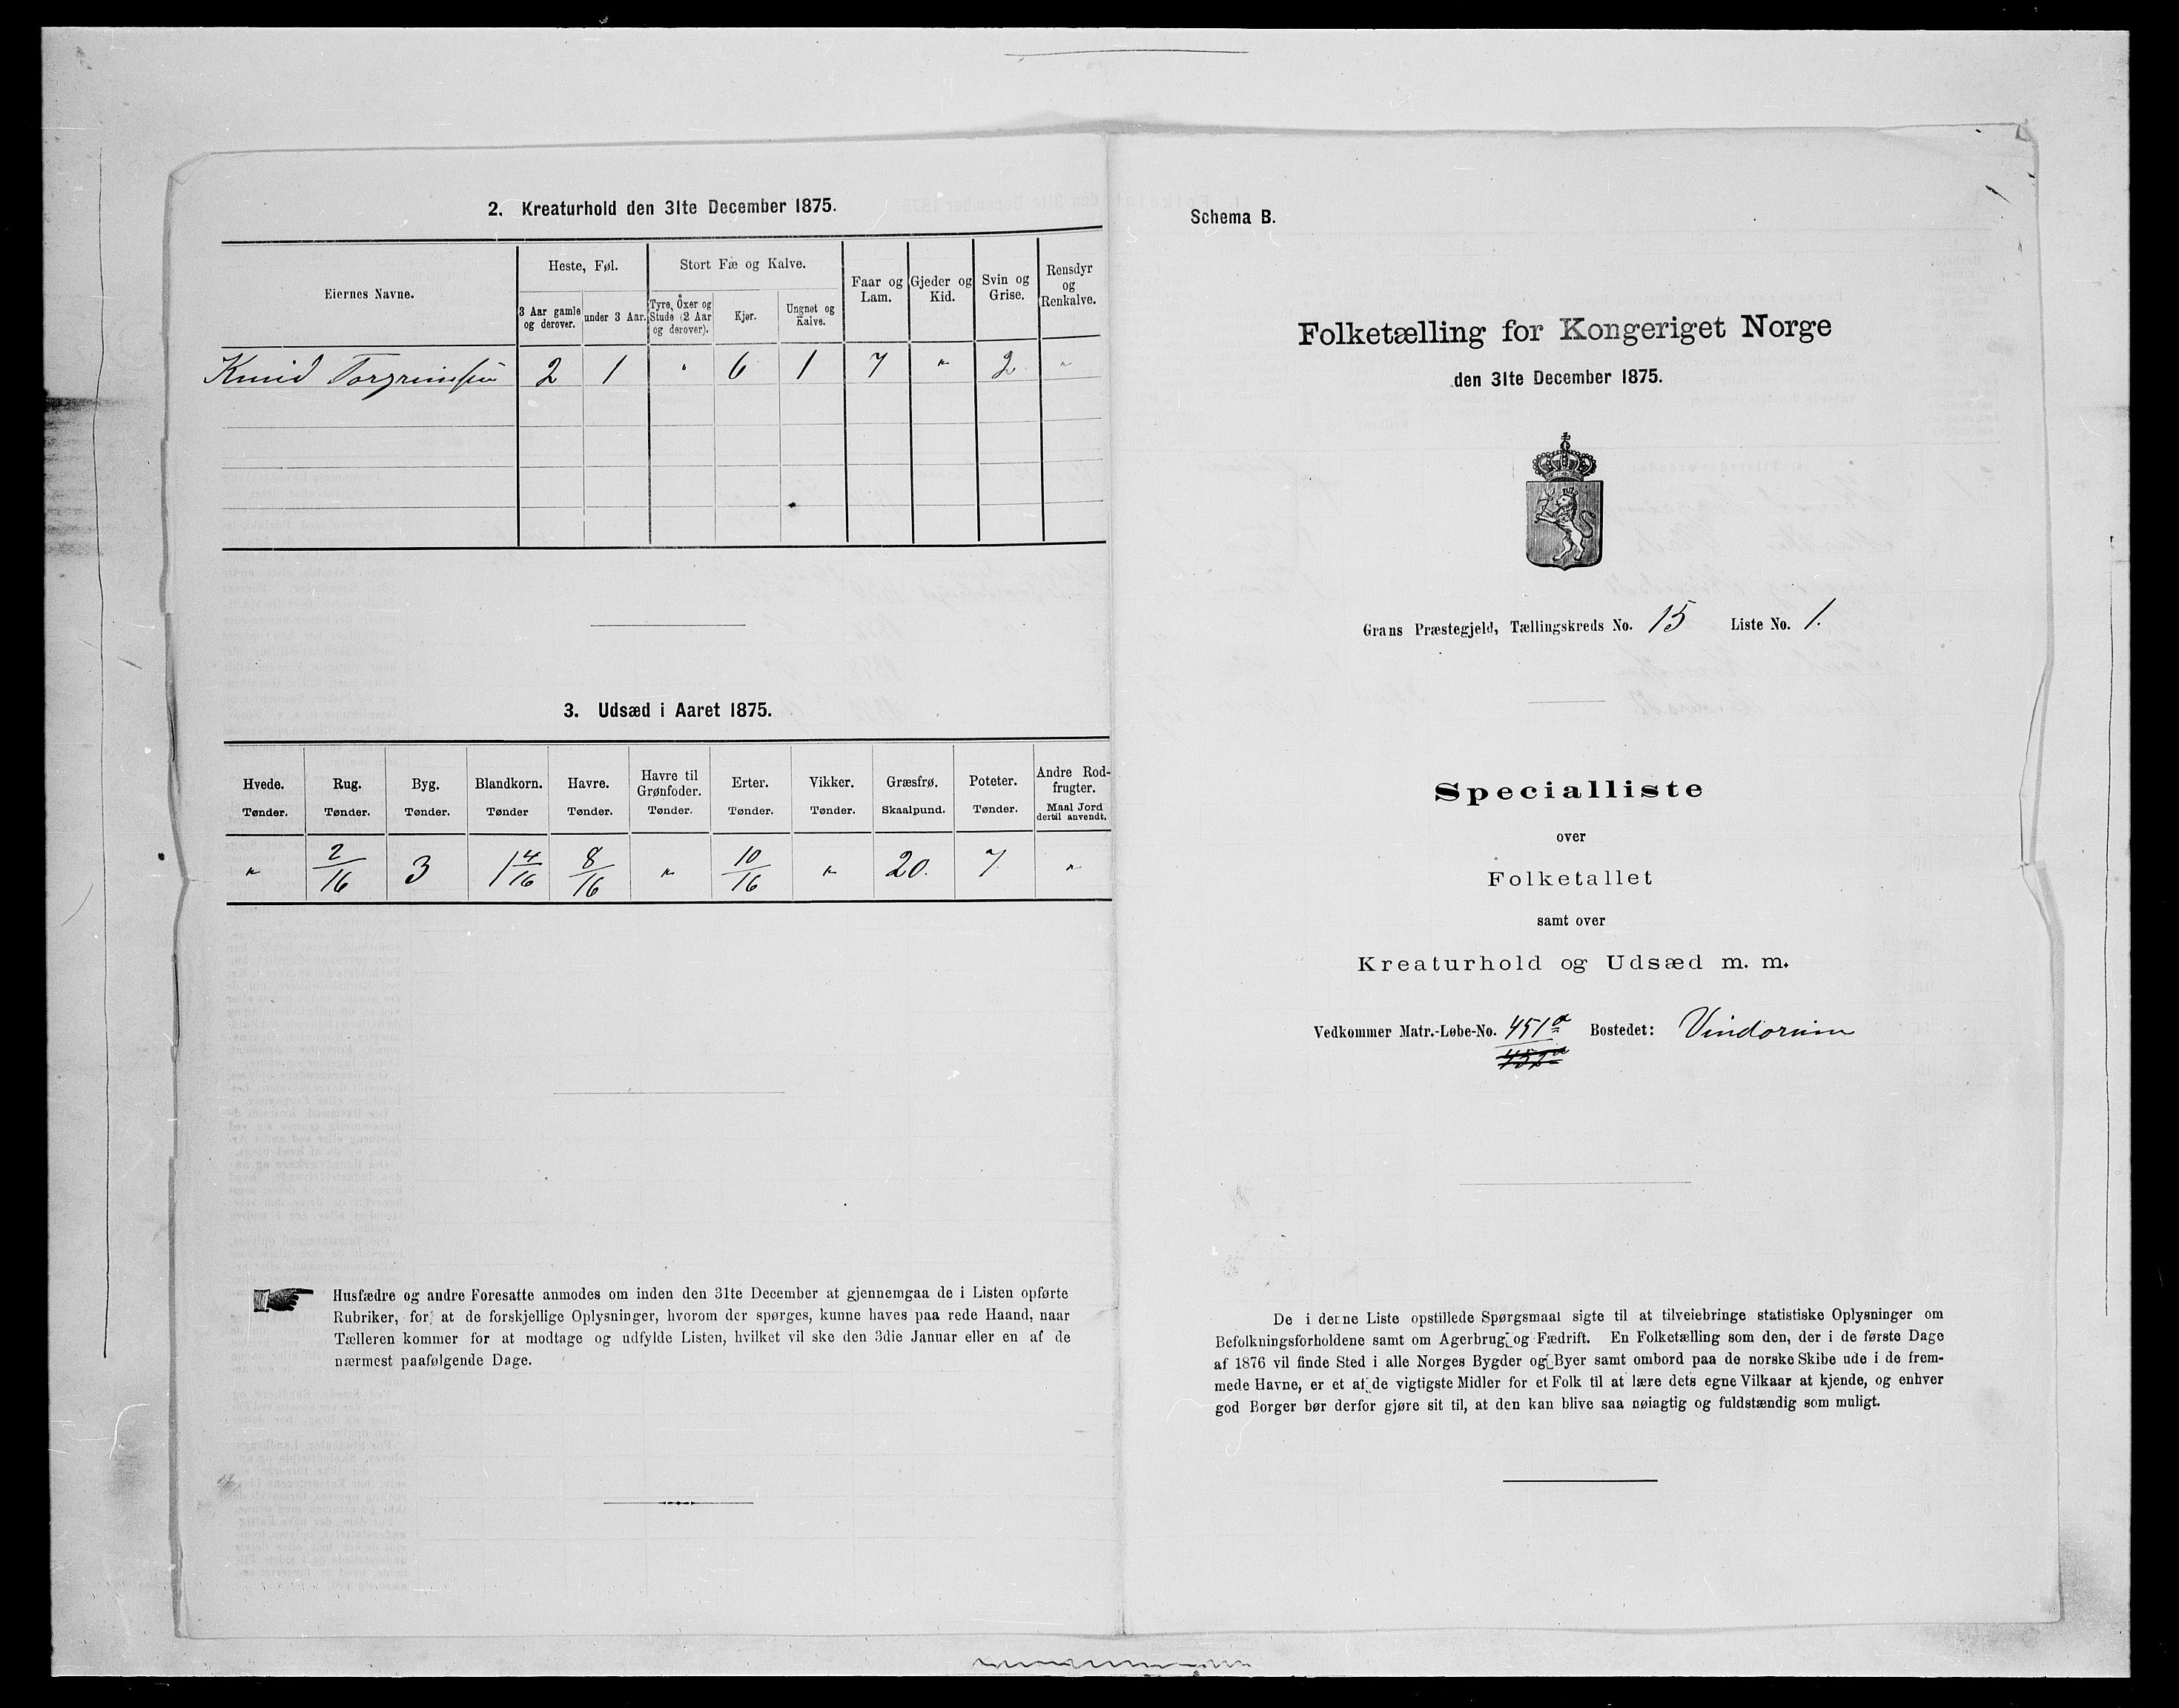 2. Kreaturhold den 31te December 1875.
Eiernes Navne.
Heste, Føl.
Stort Fæ og Kalve.
Faar og Lam.
Gjeder og Kid.
Svin og Grise.
Rensdyr og Renkalve.
3 Aar gamle og derover.
under 3 Aar.
Tyre, Oxer og Stude (2 Aar og derover).
Kjør.
Ungnøt og Kalve.
Knud Torgrimsen 2 1 " 6 1 7 " 2 "
3. Udsæd i Aaret 1875.
Hvede. Rug. Byg. Blandkorn. Havre. Havre til Grønfoder. Erter. Vikker. Græsfrø. Poteter. Andre Rodfrugter.
Tønder. Tønder. Tønder. Tønder Tønder. Tønder. Tønder. Tønder. Skaalpund. Tønder. Maal Jord dertil anvendt.
" 2/16 3 1 4/16 8/16 " 10/16 " 20. 7 "
Husfædre og andre Foresatte anmodes om inden den 31te December at gjennemgaa de i Listen opførte
Rubriker, for at de forskjellige Oplysninger, hvorom der spørges, kunne haves paa rede Haand, naar
Tælleren kommer for at modtage og udfylde Listen, hvilket vil ske den 3die Januar eller en af de
nærmest paafølgende Dage.
Schema B.
Folketælling for Kongeriget Norge
den 31te December 1875.
Grans Præstegjeld, Tællingskreds No. 15 Liste No. 1.
Specialliste
over
Folketallet
samt over
Kreaturhold og Udsæd m. m.
Vedkommer Matr.-Løbe-No. 451a Bostedet: Vindorum
De i denne Liste opstillede Spørgsmaal sigte til at tilveiebringe statistiske Oplysninger om
Befolkningsforholdene samt om Agerbrug og Fædrift. En Folketælling som den, der i de første Dage
af 1876 vil finde Sted i alle Norges Bygder og Byer samt ombord paa de norske Skibe ude i de frem-
mede Havne, er et af de vigtigste Midler for et Folk til at lære dets egne Vilkaar at kjende, og enhver
god Borger bør derfor gjøre sit til, at den kan blive saa nøiagtig og fuldstændig som muligt.